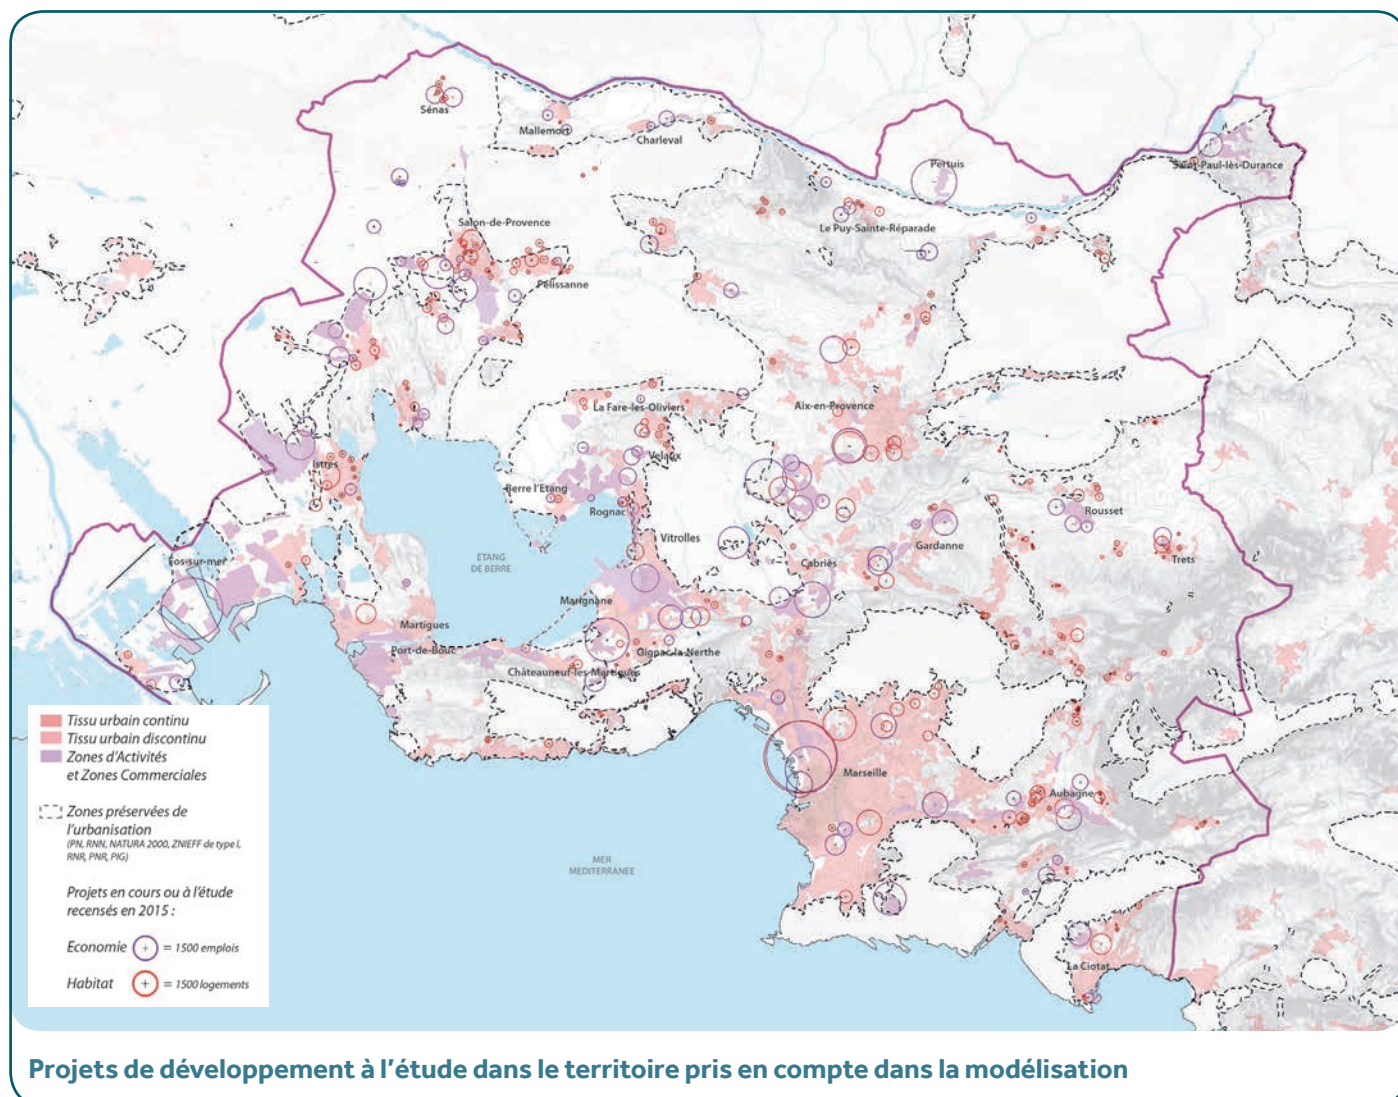 Sénas
Mallemort
Charleval
Pertuis
Saint-Paul-lès-Durance
Salon-de-Provence
Le Puy-Sainte-Réparade
Pélissanne
La Fare-les-Oliviers
Aix-en-Provence
Istres
Velaux
Berre l'Etang
Rognac
Rousset
Vitrolles
Gardanne
ETANG
DE BERRE
Cabriès
Trets
Fos-sur-mer
Marignane
Martigues
Port-de-Bouc
Gignac-la-Nerthe
Châteauneuf-les-Martigues
Marseille
Aubagne
MER
MEDITERRANEE
La Ciotat
Tissu urbain continu
Tissu urbain discontinu
Zones d'Activités
et Zones Commerciales
Zones préservées de
l'urbanisation
(PN, RNN, NATURA 2000, ZNIEFF de type I,
RNR, PNR, PIG)
Projets en cours ou à l'étude
recensés en 2015 :
Economie = 1500 emplois
Habitat = 1500 logements
Projets de développement à l'étude dans le territoire pris en compte dans la modélisation